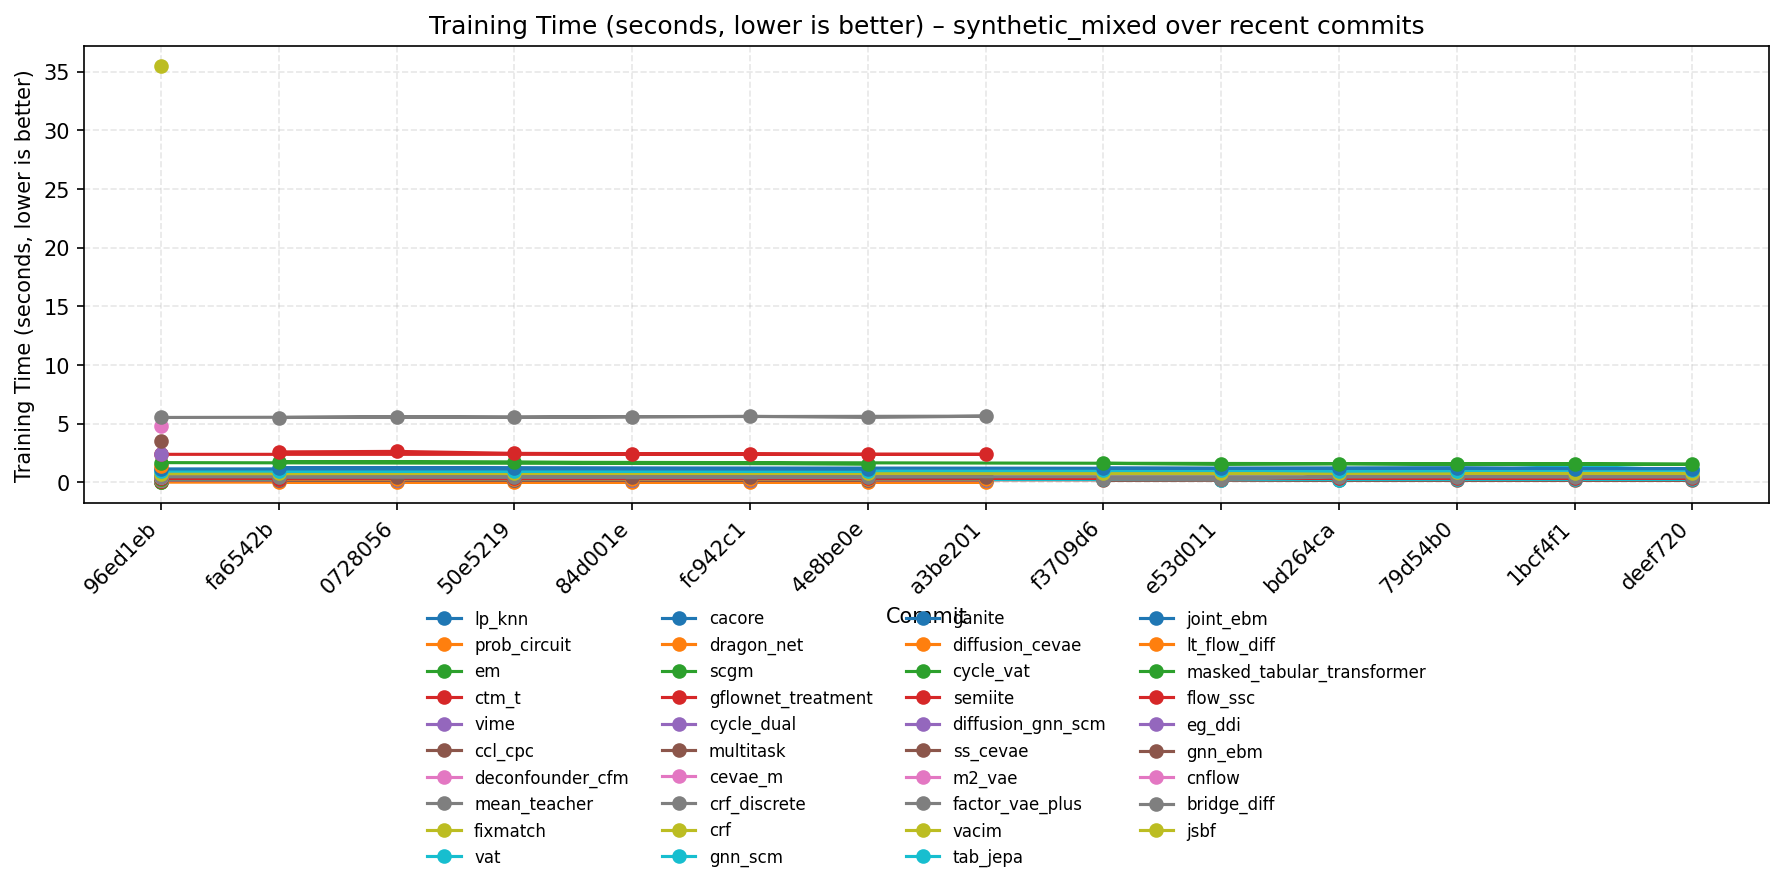 Training Time (seconds, lower is better) – synthetic_mixed over recent commits
Training Time (seconds, lower is better)
35
30
25
20
15
10
5
0
96ed1eb
fa6542b
0728056
50e5219
84d001e
fc942c1
4e8be0e
a3be201
f3709d6
e53d011
bd264ca
79d54b0
1bcf4f1
deef720
Commit
lp_knn
prob_circuit
em
ctm_t
vime
ccl_cpc
deconfounder_cfm
mean_teacher
fixmatch
vat
cacore
dragon_net
scgm
gflownet_treatment
cycle_dual
multitask
cevae_m
crf_discrete
crf
gnn_scm
ganite
diffusion_cevae
cycle_vat
semiite
diffusion_gnn_scm
ss_cevae
m2_vae
factor_vae_plus
vacim
tab_jepa
joint_ebm
lt_flow_diff
masked_tabular_transformer
flow_ssc
eg_ddi
gnn_ebm
cnflow
bridge_diff
jsbf